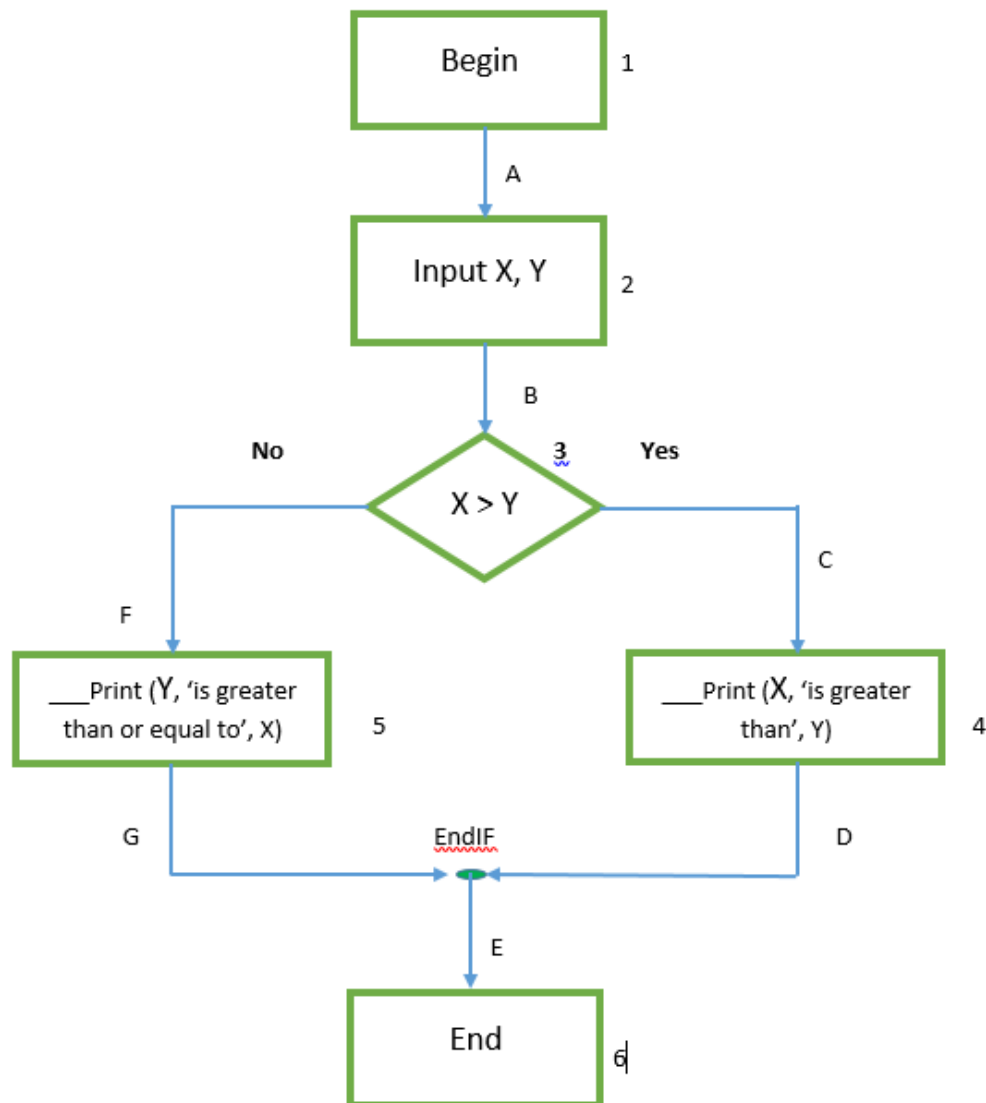 Begin
1
A
Input X, Y
2
B
No
3
Yes
X > Y
C
F
___Print (Y, ‘is greater
than or equal to’, X)
5
___Print (X, ‘is greater
than’, Y)
4
G
EndIF
D
E
End
6